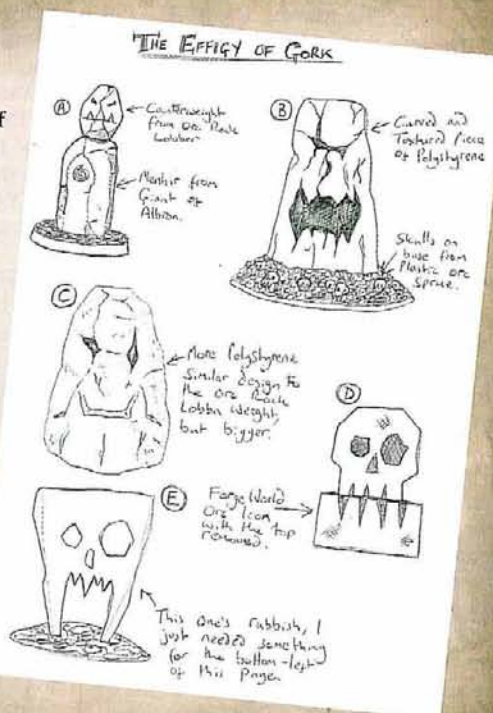 THE EFFIGY OF GORK
A
Counterweight
from Orc Rock
Lobber.
Menhir from
Giant of
Albion.
B
Carved and
Textured Piece
of Polystyrene
Skulls on
base from
Plastic Orc
Sprue.
C
More Polystyrene
Similar design to
the Orc Rock
Lobba weight,
but bigger.
D
Forge World
Orc Icon
with the top
removed.
E
This one's rubbish, I
just needed something
for the bottom-left
of this page.
f